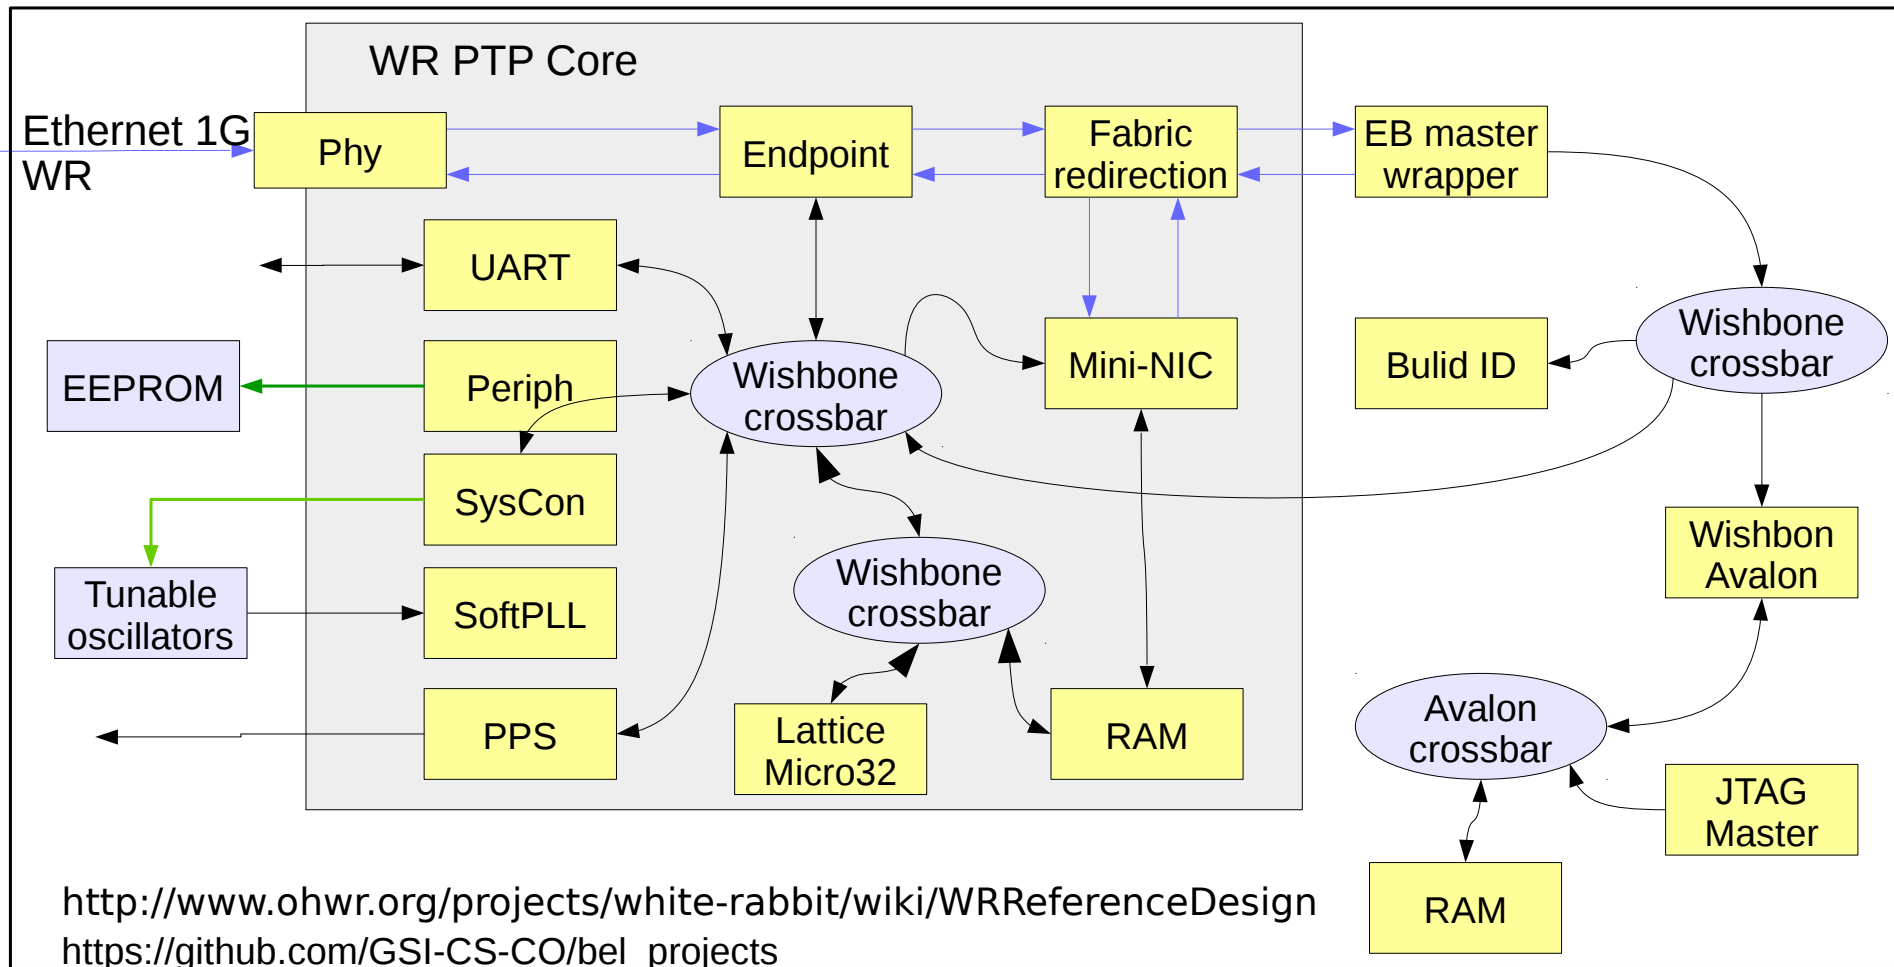 WR PTP Core
Ethernet 1G
WR
Phy
Endpoint
Fabric
redirection
EB master
wrapper
UART
EEPROM
Periph
Wishbone
crossbar
Mini-NIC
Bulid ID
Wishbone
crossbar
SysCon
Wishbon
Avalon
Tunable
oscillators
SoftPLL
Wishbone
crossbar
PPS
Lattice
Micro32
RAM
Avalon
crossbar
JTAG
Master
RAM
http://www.ohwr.org/projects/white-rabbit/wiki/WRReferenceDesign
https://github.com/GSI-CS-CO/bel_projects